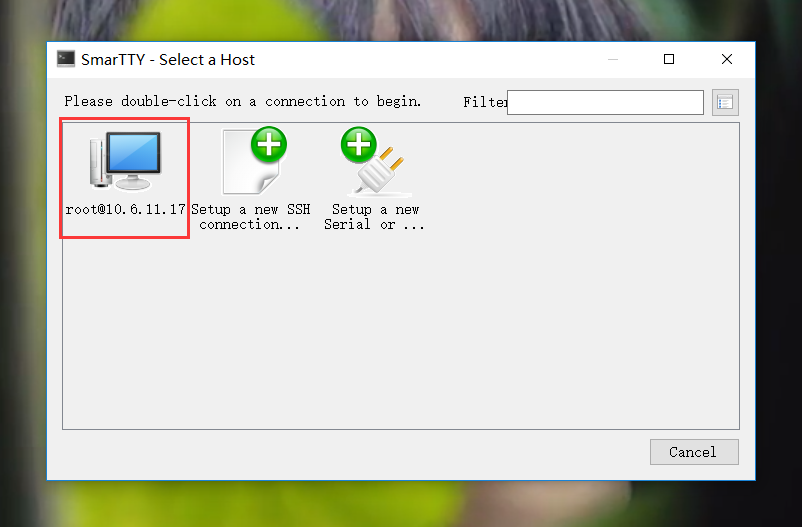 SmarTTY - Select a Host
Please double-click on a connection to begin.
Filter
root@10.6.11.17
Setup a new SSH
connection...
Setup a new
Serial or ...
Cancel